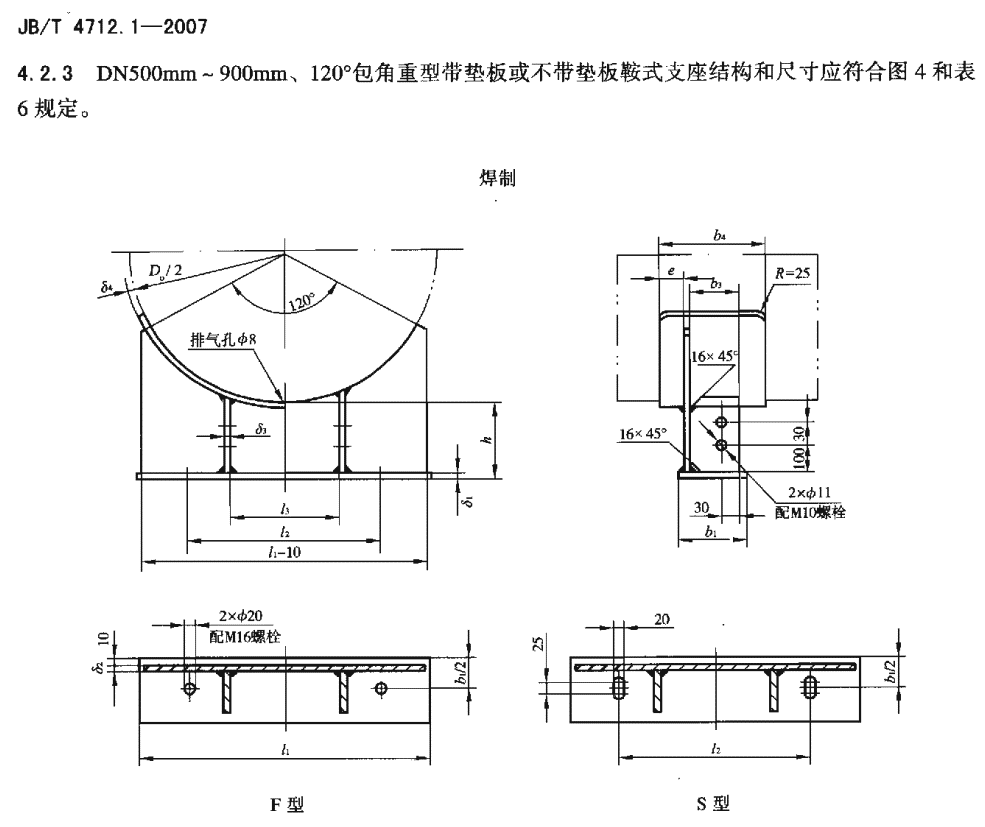 JB/T 4712.1—2007
4.2.3 DN500mm～900mm、120°包角重型带垫板或不带垫板鞍式支座结构和尺寸应符合图 4 和表
6 规定。
焊制
δ4
Do/2
120°
排气孔φ8
δ3
h
δ1
l3
l2
l1-10
b4
e
b3
R=25
16×45°
16×45°
30
100
2×φ11
配M10螺栓
30
b1
2×φ20
配M16螺栓
10
δ2
b1/2
l1
F 型
20
25
b1/2
l2
S 型